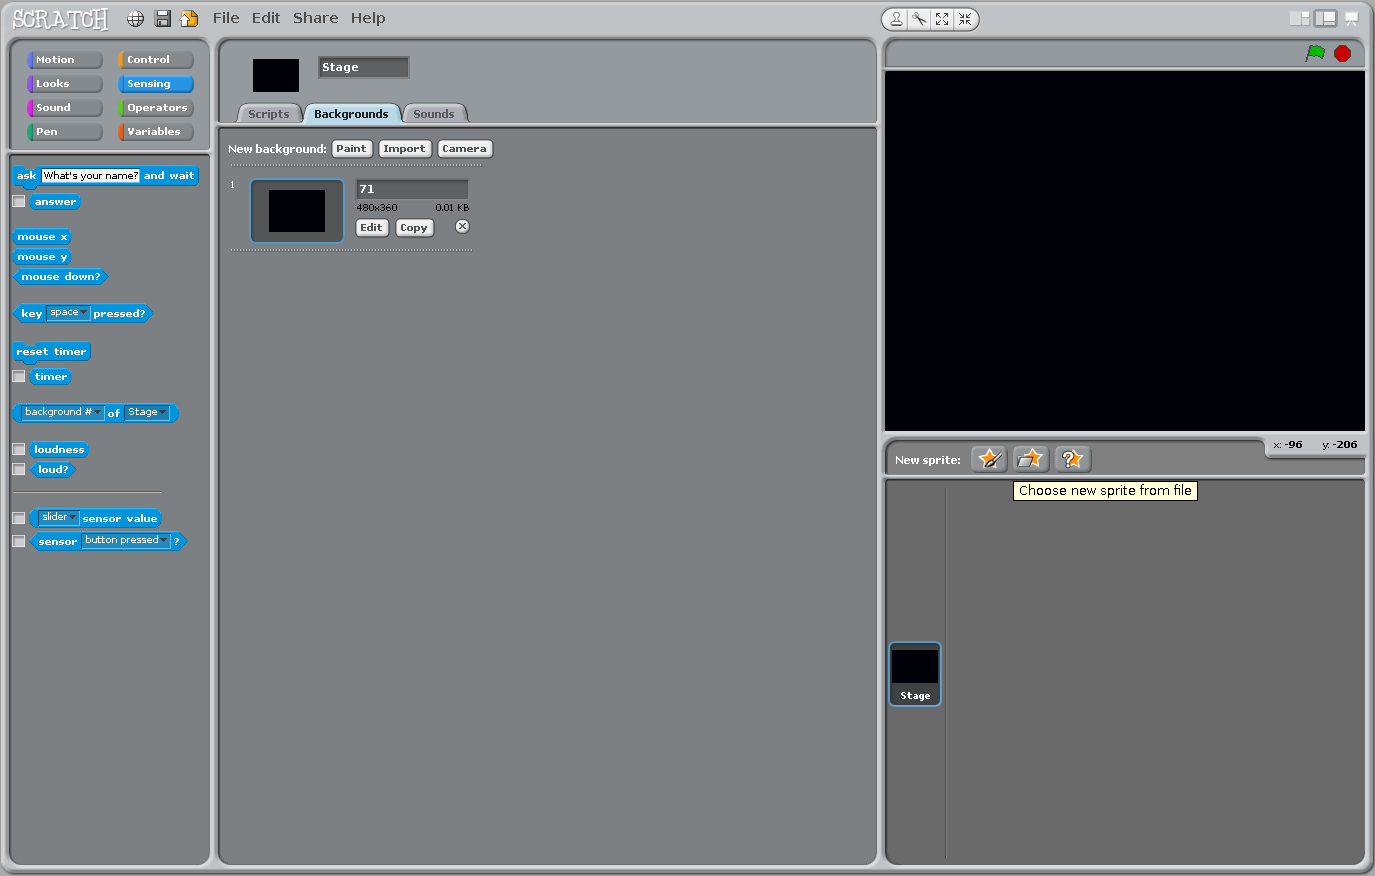 SCRATCH File Edit Share Help
Motion Control
Looks Sensing
Sound Operators
Pen Variables
ask What's your name? and wait
answer
mouse x
mouse y
mouse down?
key space pressed?
reset timer
timer
background # of Stage
loudness
loud?
slider sensor value
sensor button pressed ?
Stage
Scripts Backgrounds Sounds
New background: Paint Import Camera
1
71
480x360 0.01 KB
Edit Copy
x: -96 y: -206
New sprite:
Choose new sprite from file
Stage